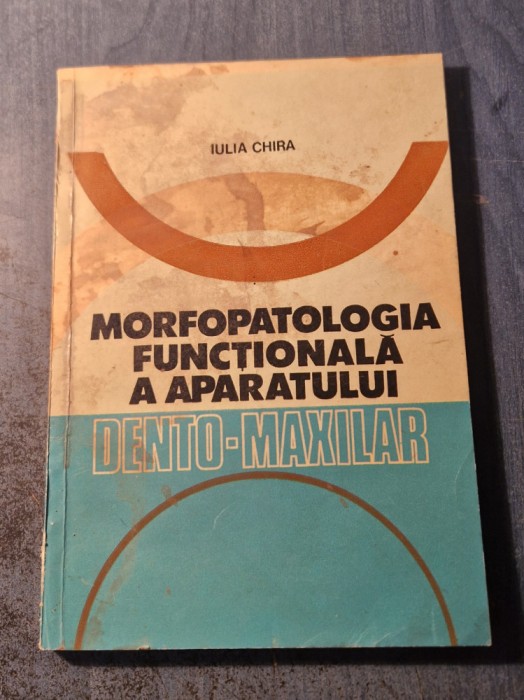 IULIA CHIRA
MORFOPATOLOGIA
FUNCȚIONALĂ
A APARATULUI
DENTO-MAXILAR